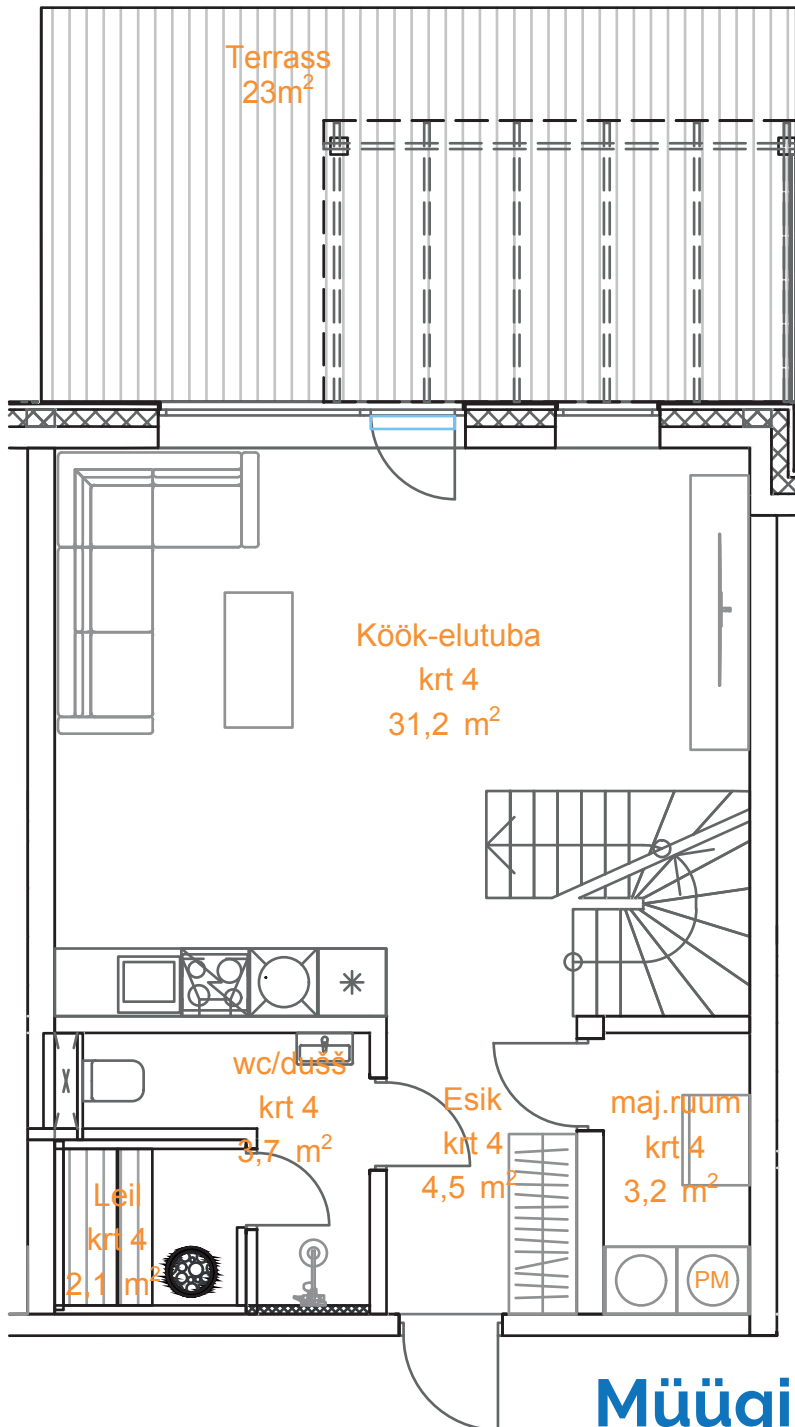 Terrass
23m²
Köök-elutuba
krt 4
31,2 m²
wc/dušš
krt 4
3,7 m²
Esik
krt 4
4,5 m²
maj.ruum
krt 4
3,2 m²
Leil
krt 4
2,1 m²
PM
Müügi